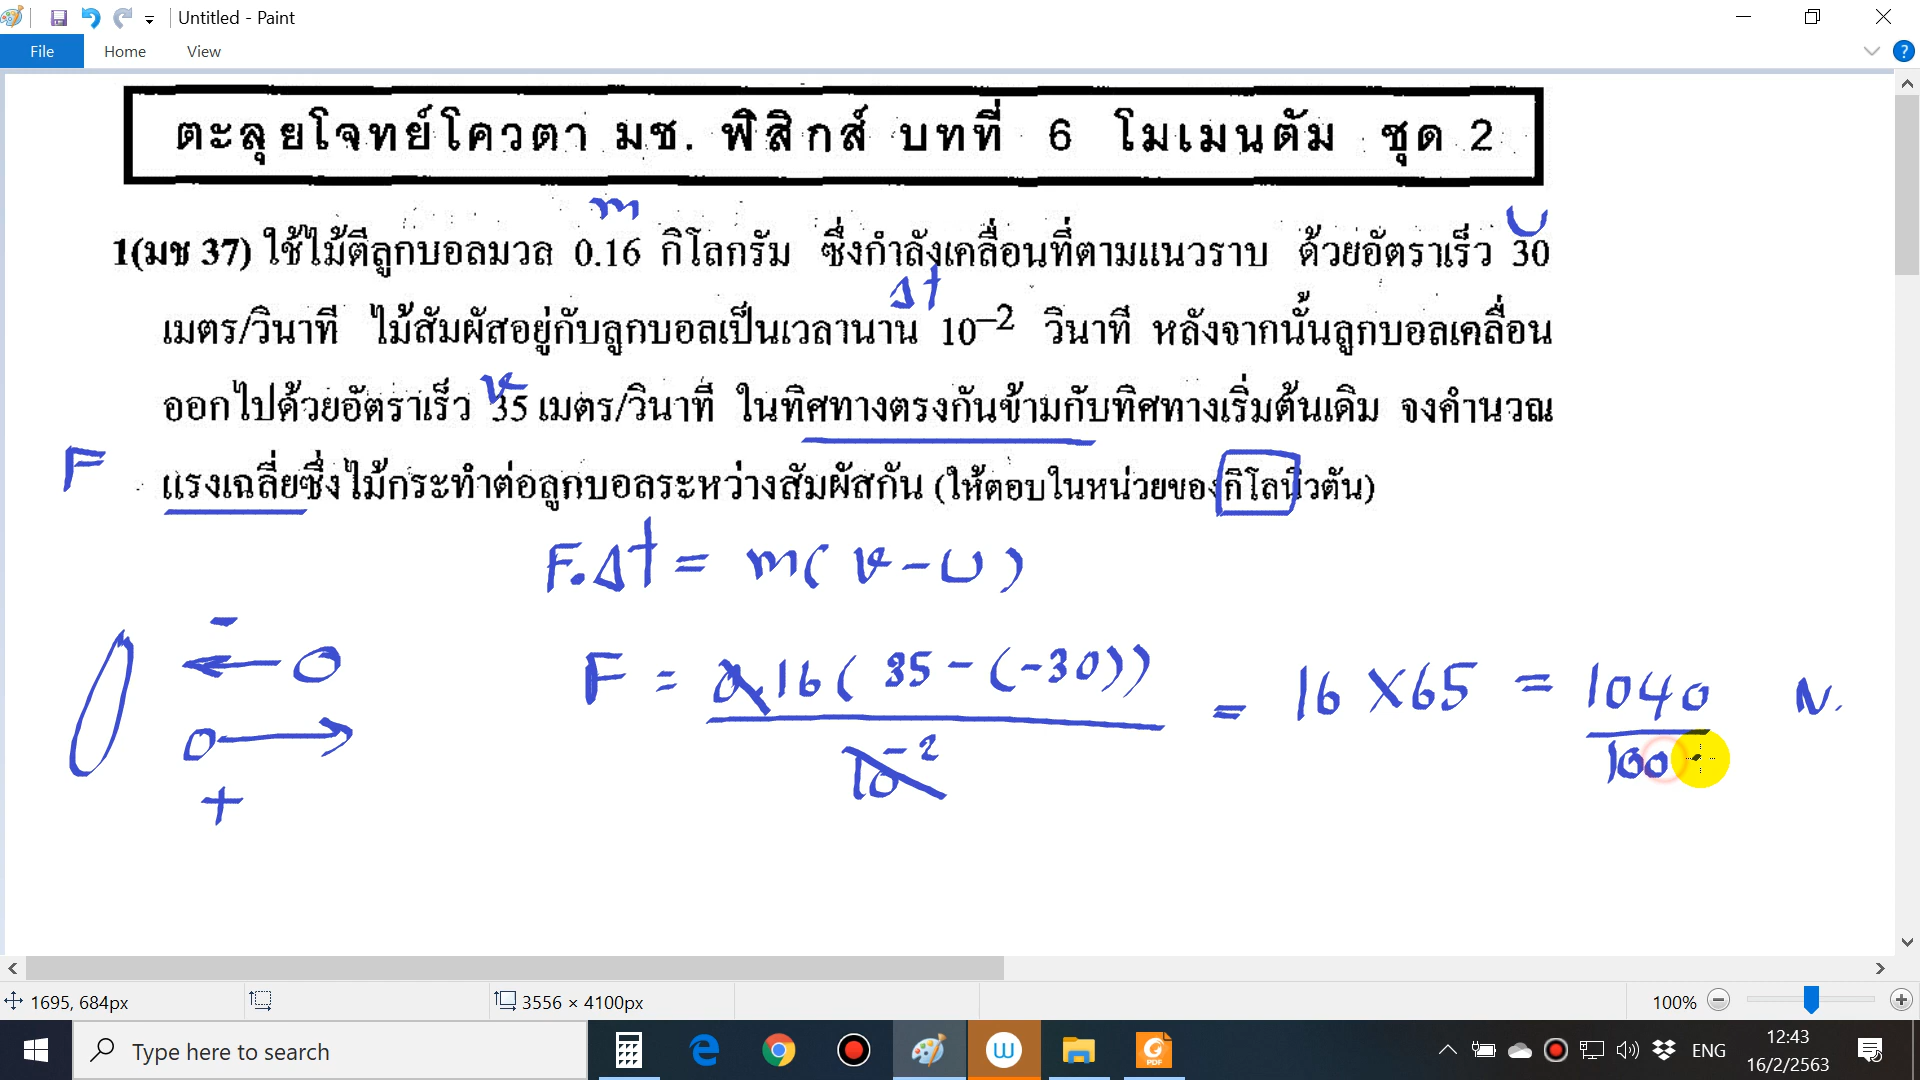 Untitled - Paint
File Home View
ตะลุยโจทย์โควตา มช. ฟิสิกส์ บทที่ 6 โมเมนตัม ชุด 2
m U
1(มช 37) ใช้ไม้ตีลูกบอลมวล 0.16 กิโลกรัม ซึ่งกำลังเคลื่อนที่ตามแนวราบ ด้วยอัตราเร็ว 30
Δt
เมตร/วินาที ไม้สัมผัสอยู่กับลูกบอลเป็นเวลานาน 10⁻² วินาที หลังจากนั้นลูกบอลเคลื่อน
v
ออกไปด้วยอัตราเร็ว 35 เมตร/วินาที ในทิศทางตรงกันข้ามกับทิศทางเริ่มต้นเดิม จงคำนวณ
F
แรงเฉลี่ยซึ่งไม้กระทำต่อลูกบอลระหว่างสัมผัสกัน (ให้ตอบในหน่วยของกิโลนิวตัน)
F.Δt = m( v - U )
-
F = 0.16( 35 - (-30)) = 16 × 65 = 1040 N.
10⁻² 100
+
1695, 684px 3556 × 4100px 100%
Type here to search
ENG
12:43
16/2/2563